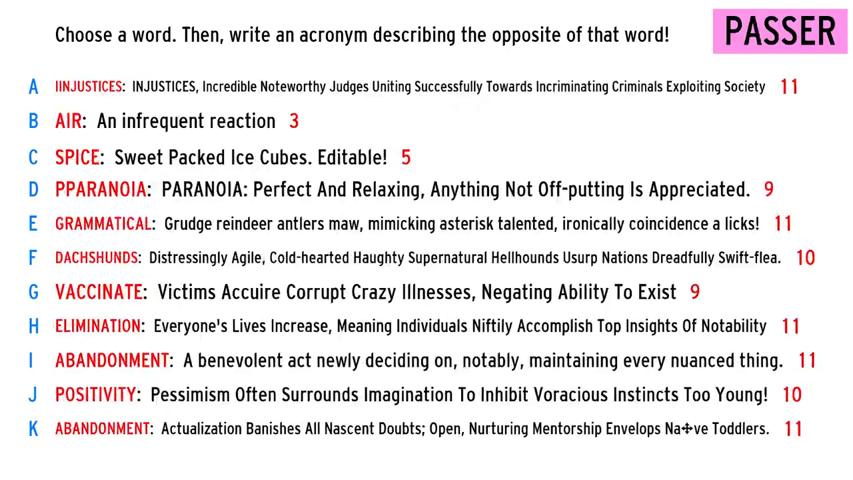 Choose a word. Then, write an acronym describing the opposite of that word!
PASSER
A IINJUSTICES: INJUSTICES, Incredible Noteworthy Judges Uniting Successfully Towards Incriminating Criminals Exploiting Society 11
B AIR: An infrequent reaction 3
C SPICE: Sweet Packed Ice Cubes. Editable! 5
D PPARANOIA: PARANOIA: Perfect And Relaxing, Anything Not Off-putting Is Appreciated. 9
E GRAMMATICAL: Grudge reindeer antlers maw, mimicking asterisk talented, ironically coincidence a licks! 11
F DACHSHUNDS: Distressingly Agile, Cold-hearted Haughty Supernatural Hellhounds Usurp Nations Dreadfully Swift-flea. 10
G VACCINATE: Victims Accuire Corrupt Crazy Illnesses, Negating Ability To Exist 9
H ELIMINATION: Everyone's Lives Increase, Meaning Individuals Niftily Accomplish Top Insights Of Notability 11
I ABANDONMENT: A benevolent act newly deciding on, notably, maintaining every nuanced thing. 11
J POSITIVITY: Pessimism Often Surrounds Imagination To Inhibit Voracious Instincts Too Young! 10
K ABANDONMENT: Actualization Banishes All Nascent Doubts; Open, Nurturing Mentorship Envelops Na✢ve Toddlers. 11